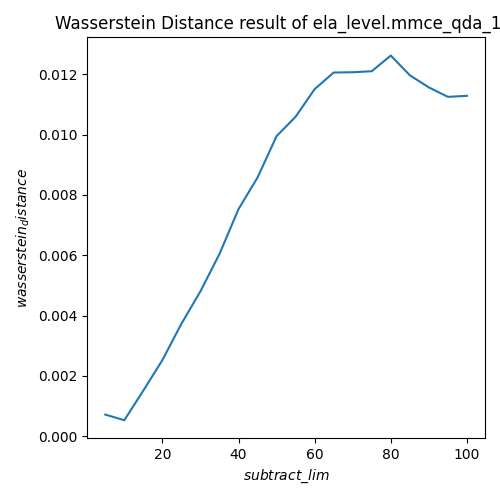 Wasserstein Distance result of ela_level.mmce_qda_1
0.012
0.010
0.008
0.006
0.004
0.002
0.000
wasserstein_distance
20 40 60 80 100
subtract_lim